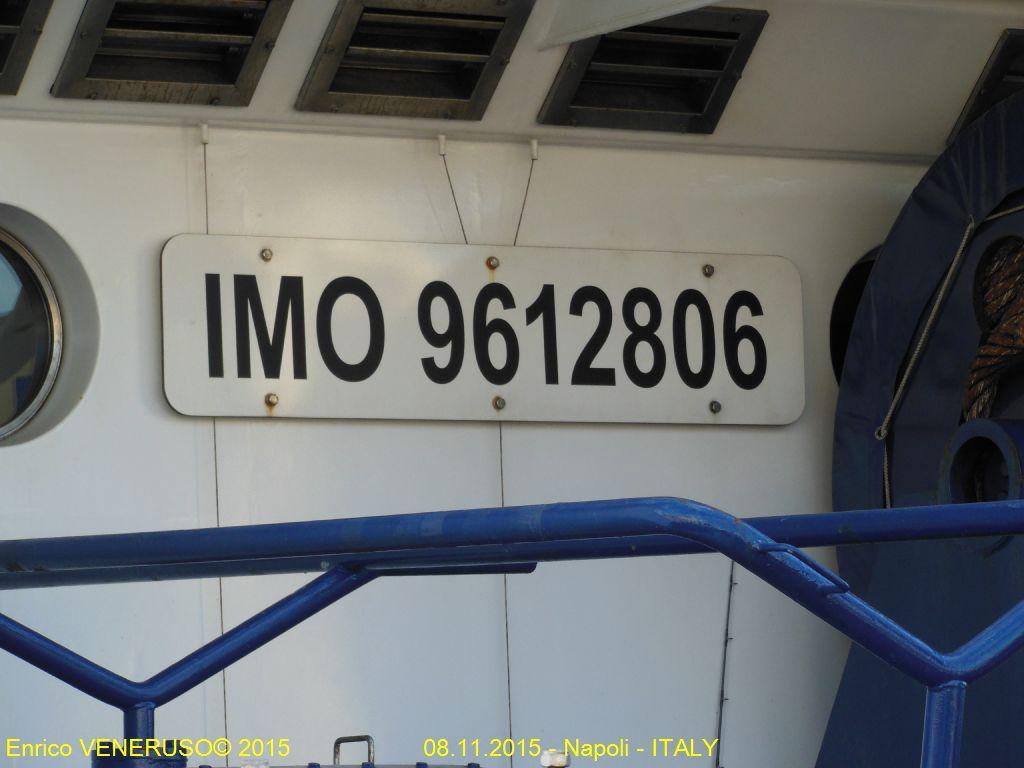 IMO 9612806
Enrico VENERUSO© 2015
08.11.2015 - Napoli - ITALY